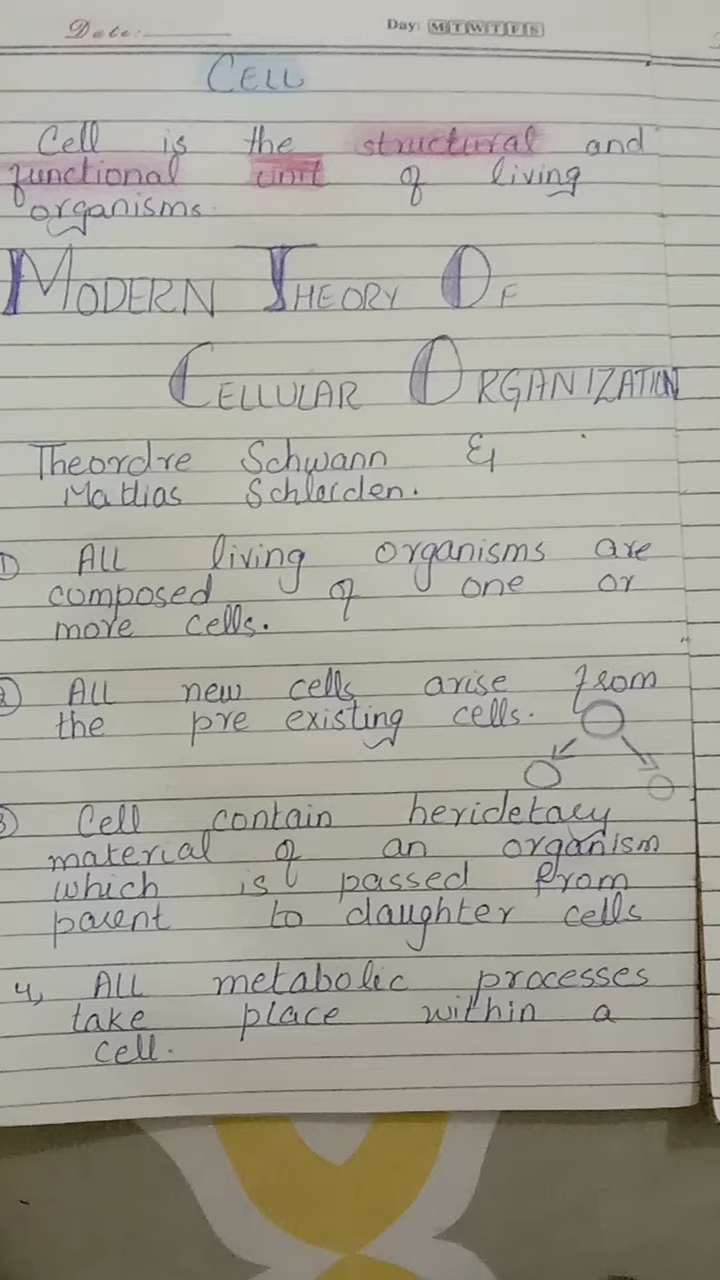 Date:
Day: M T W T F S
CELL
Cell is the structural and
functional unit of living
organisms.
MODERN THEORY OF
CELLULAR ORGANIZATION
Theordre Schwann &
Mattias Schleiden.
1) All living organisms are
composed of one or
more cells.
2) All new cells arise from
the pre existing cells.
3) Cell contain heridetacy
material of an organism
which is passed from
parent to daughter cells
4, All metabolic processes
take place within a
cell.